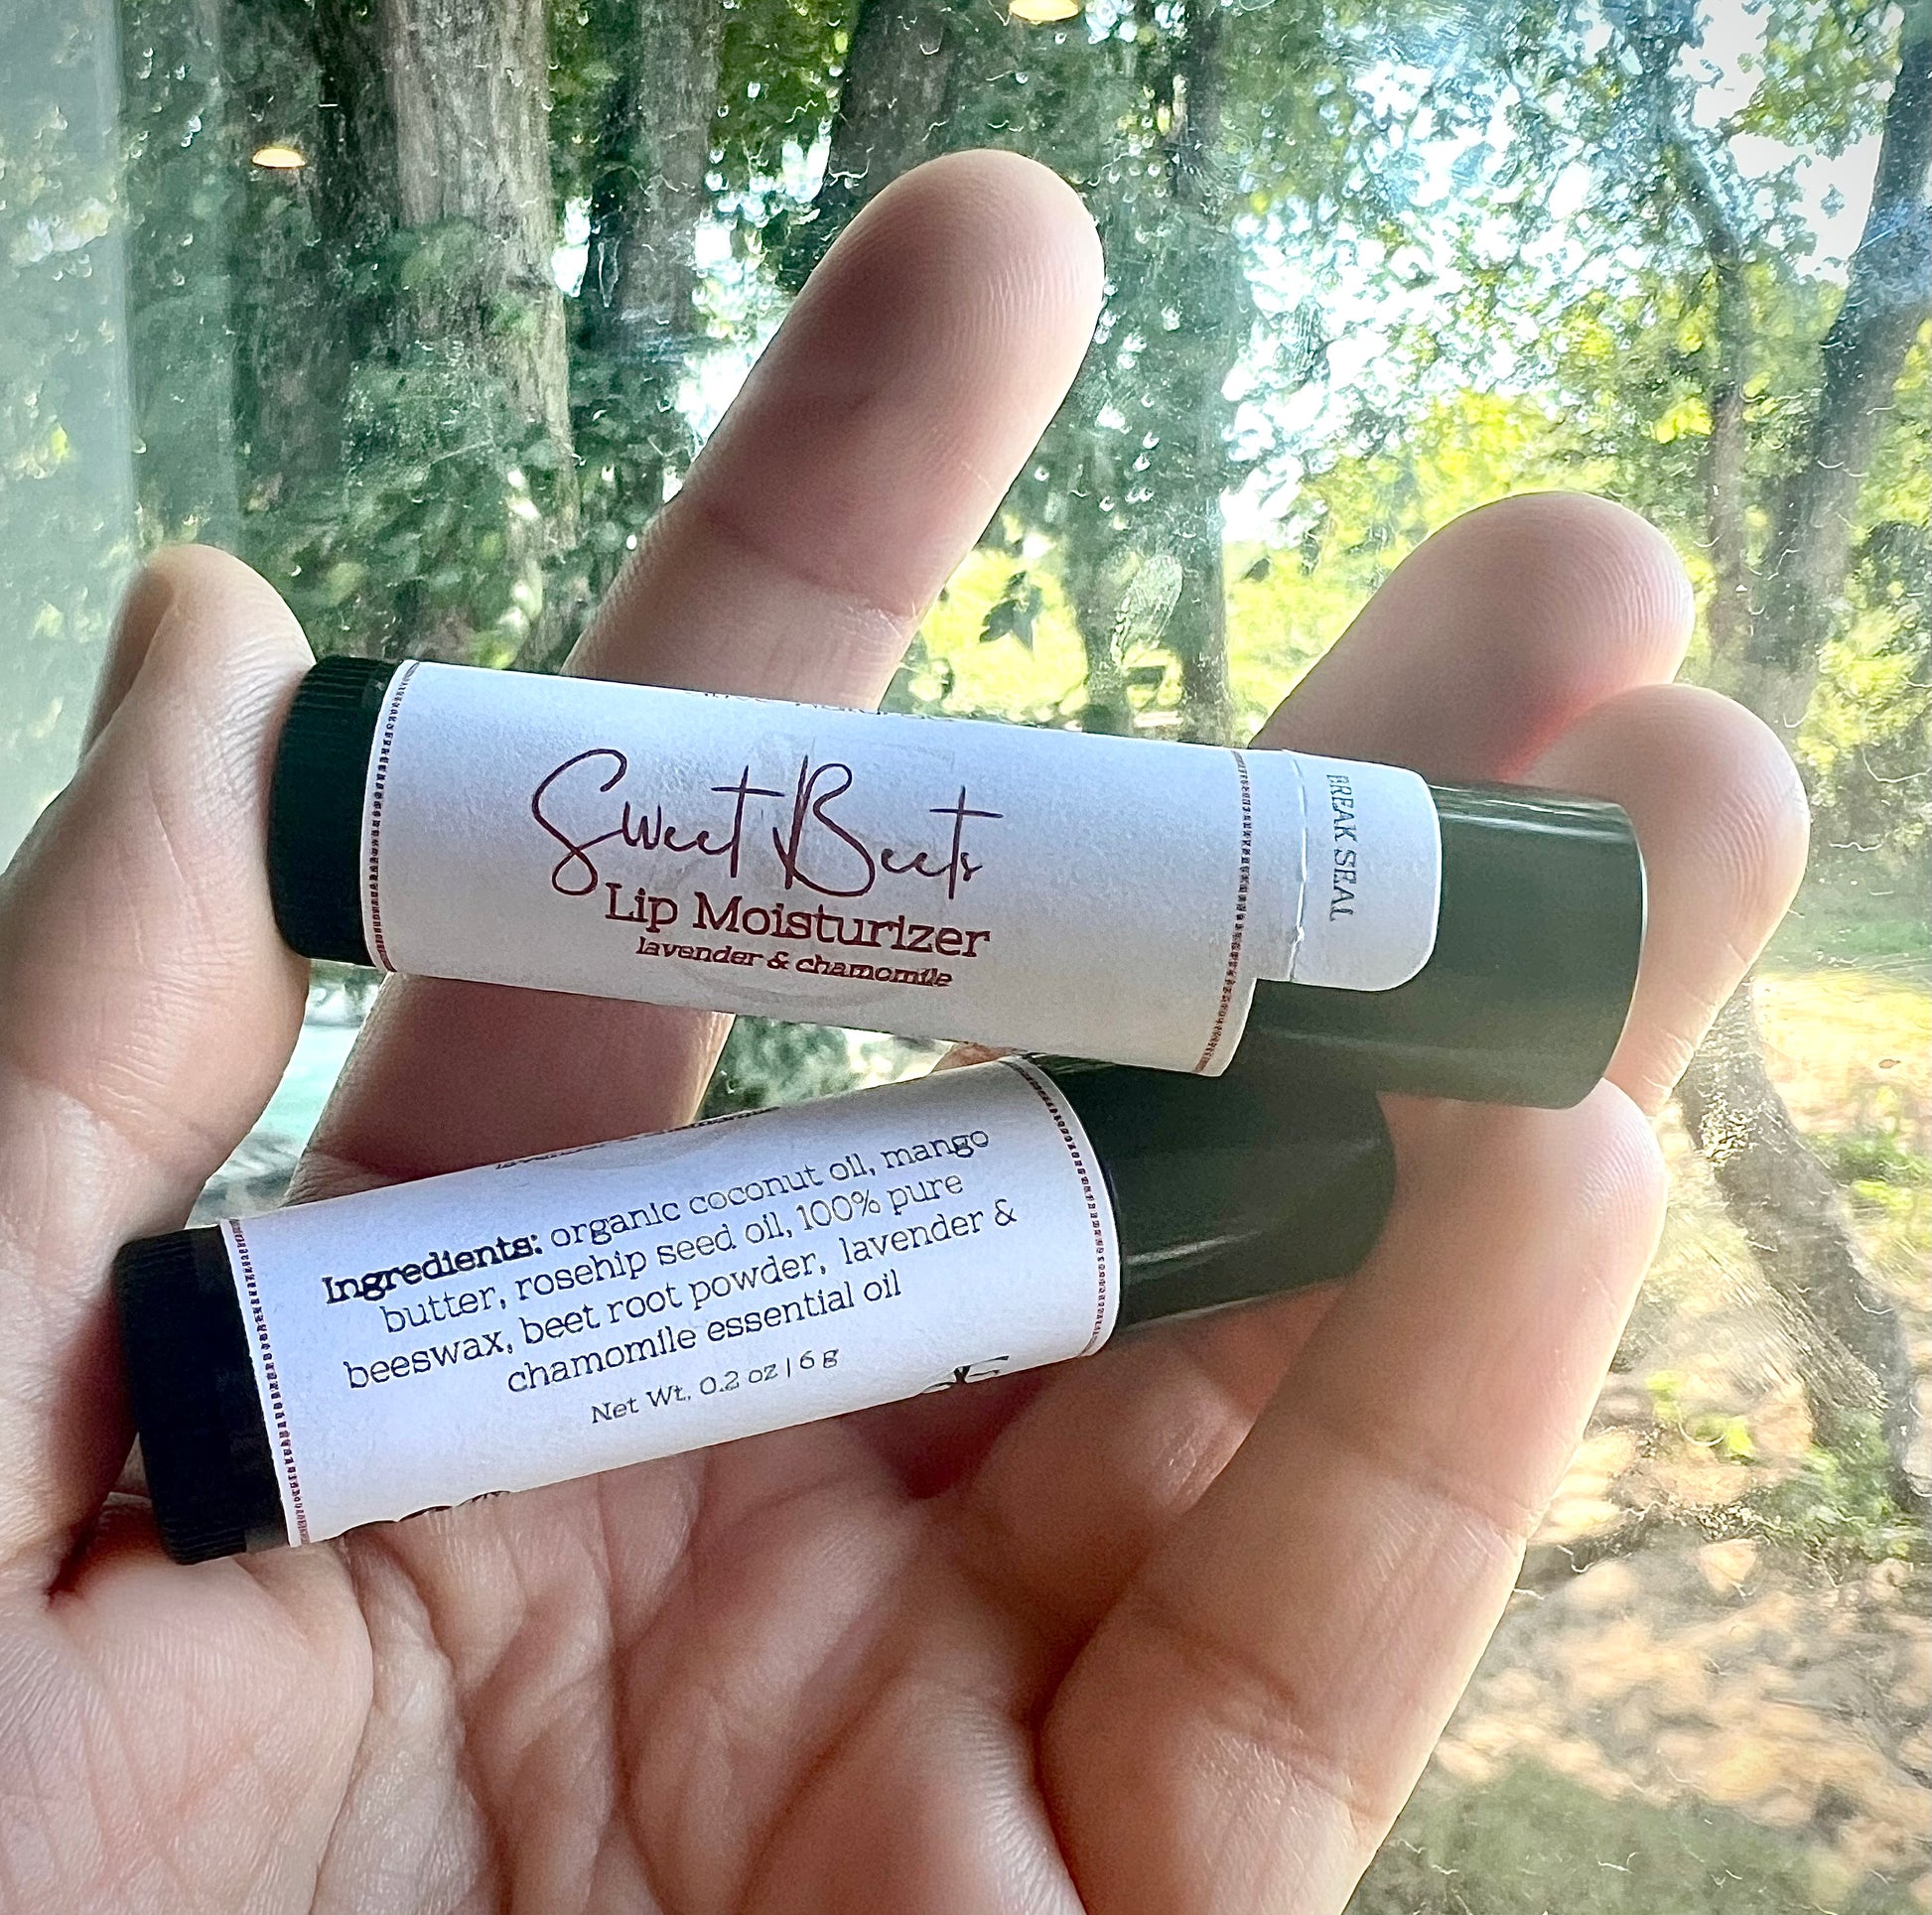 Sweet Beets
Lip Moisturizer
lavender & chamomile
BREAK SEAL
Ingredients: organic coconut oil, mango
butter, rosehip seed oil, 100% pure
beeswax, beet root powder, lavender &
chamomile essential oil
Net Wt. 0.2 oz | 6 g